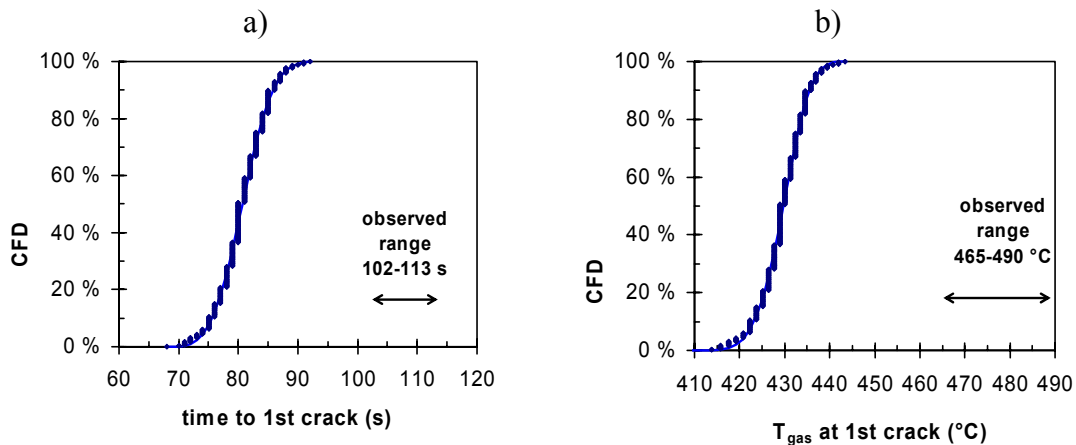 a)
100 %
80 %
60 %
40 %
20 %
0 %
CFD
observed
range
102-113 s
60 70 80 90 100 110 120
time to 1st crack (s)
b)
100 %
80 %
60 %
40 %
20 %
0 %
CFD
observed
range
465-490 °C
410 420 430 440 450 460 470 480 490
Tgas at 1st crack (°C)